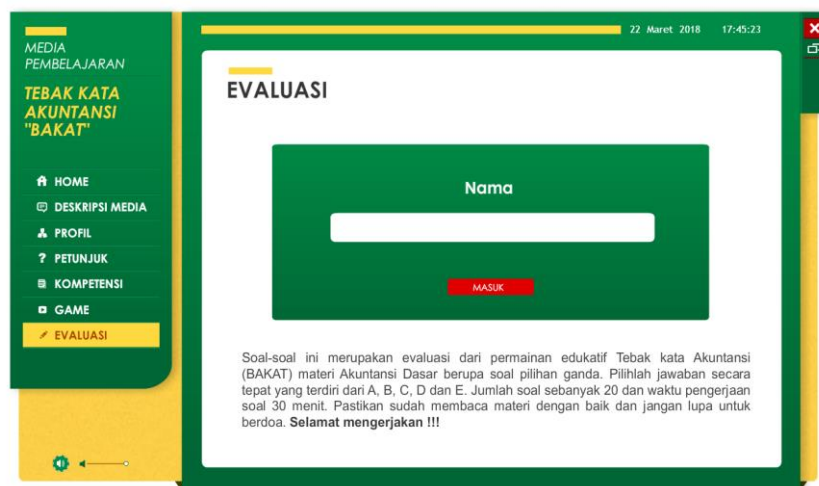 22 Maret 2018 17:45:23
MEDIA
PEMBELAJARAN
TEBAK KATA
AKUNTANSI
"BAKAT"
HOME
DESKRIPSI MEDIA
PROFIL
PETUNJUK
KOMPETENSI
GAME
EVALUASI
EVALUASI
Nama
MASUK
Soal-soal ini merupakan evaluasi dari permainan edukatif Tebak kata Akuntansi
(BAKAT) materi Akuntansi Dasar berupa soal pilihan ganda. Pilihlah jawaban secara
tepat yang terdiri dari A, B, C, D dan E. Jumlah soal sebanyak 20 dan waktu pengerjaan
soal 30 menit. Pastikan sudah membaca materi dengan baik dan jangan lupa untuk
berdoa. Selamat mengerjakan !!!